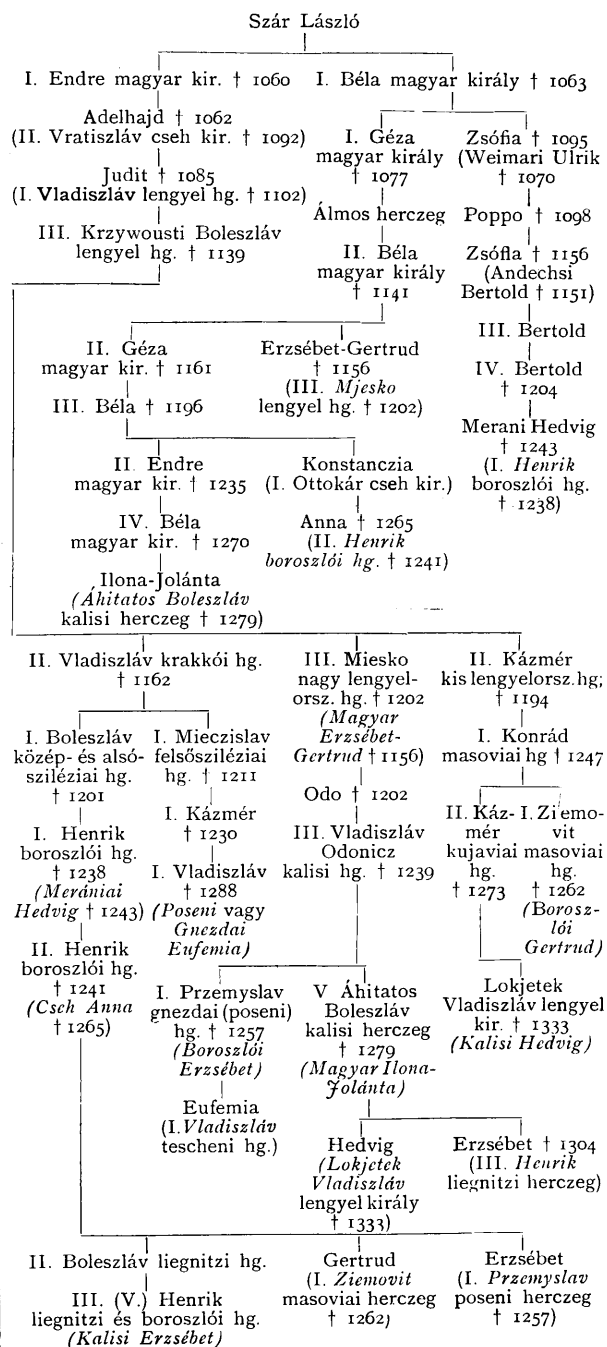 Szár László
I. Endre magyar kir. † 1060 I. Béla magyar király † 1063
Adelhajd † 1062 I. Géza Zsófia † 1095
(II. Vratiszláv cseh kir. † 1092) magyar király (Weimari Ulrik
† 1077 † 1070)
Judit † 1085
(I. Vladiszláv lengyel hg. † 1102) Álmos herczeg Poppo † 1098
III. Krzywousti Boleszláv II. Béla Zsófia † 1156
lengyel hg. † 1139 magyar király (Andechsi
† 1141 Bertold † 1151)
III. Bertold
II. Géza Erzsébet-Gertrud IV. Bertold
magyar kir. † 1161 † 1156 † 1204
(III. Mjesko
III. Béla † 1196 lengyel hg. † 1202) Merani Hedvig
† 1243
II. Endre Konstanczia (I. Henrik
magyar kir. † 1235 (I. Ottokár cseh kir.) boroszlói hg.
† 1238)
IV. Béla Anna † 1265
magyar kir. † 1270 (II. Henrik
boroszlói hg. † 1241)
Ilona-Jolánta
(Áhitatos Boleszláv
kalisi herczeg † 1279)
II. Vladiszláv krakkói hg. III. Miesko II. Kázmér
† 1162 nagy lengyel- kis lengyelorsz. hg;
orsz. hg. † 1202 † 1194
(Magyar
I. Boleszláv I. Mieczislav Erzsébet- I. Konrád
közép- és alsó- felsősziléziai Gertrud † 1156) masoviai hg † 1247
sziléziai hg. hg. † 1211
† 1201 Odo † 1202
I. Kázmér II. Káz- I. Ziemo-
I. Henrik † 1230 III. Vladiszláv mér vit
boroszlói hg. Odonicz kujaviai masoviai
† 1238 I. Vladiszláv kalisi hg. † 1239 hg. hg.
(Merániai † 1288 † 1273 † 1262
Hedvig † 1243) (Poseni vagy (Borosz-
Gnezdai lói
II. Henrik Eufemia) Gertrud)
boroszlói hg.
† 1241 I. Przemyslav V Áhitatos Lokjetek
(Cseh Anna gnezdai (poseni) Boleszláv Vladiszláv lengyel
† 1265) hg. † 1257 kalisi herczeg kir. † 1333
(Boroszlói † 1279 (Kalisi Hedvig)
Erzsébet) (Magyar Ilona-
Jolánta)
Eufemia
(I. Vladiszláv Hedvig Erzsébet † 1304
tescheni hg.) (Lokjetek (III. Henrik
Vladiszláv liegnitzi herczeg)
lengyel király
† 1333)
II. Boleszláv liegnitzi hg. Gertrud Erzsébet
(I. Ziemovit (I. Przemyslav
III. (V.) Henrik masoviai herczeg poseni herczeg
liegnitzi és boroszlói hg. † 1262) † 1257)
(Kalisi Erzsébet)